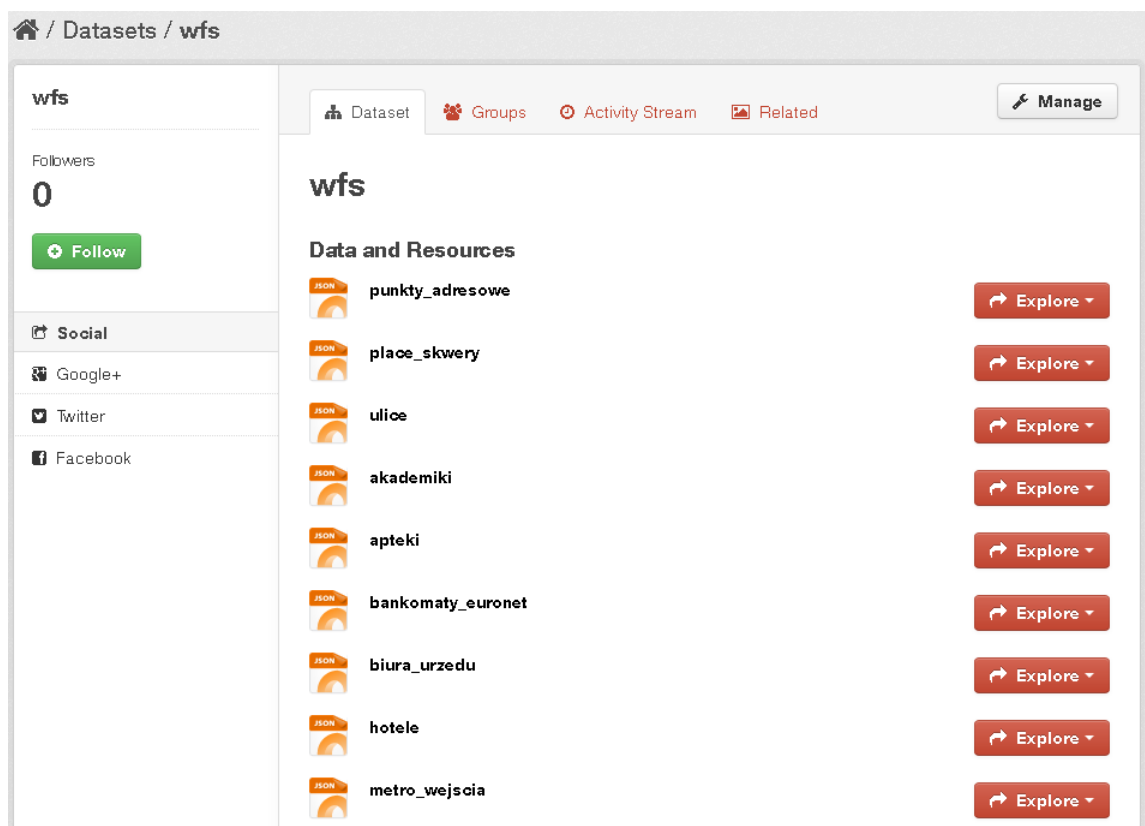 / Datasets / wfs
wfs
Followers
0
Follow
Social
Google+
Twitter
Facebook
Dataset Groups Activity Stream Related Manage
wfs
Data and Resources
JSON punkty_adresowe Explore
JSON place_skwery Explore
JSON ulice Explore
JSON akademiki Explore
JSON apteki Explore
JSON bankomaty_euronet Explore
JSON biura_urzedu Explore
JSON hotele Explore
JSON metro_wejscia Explore